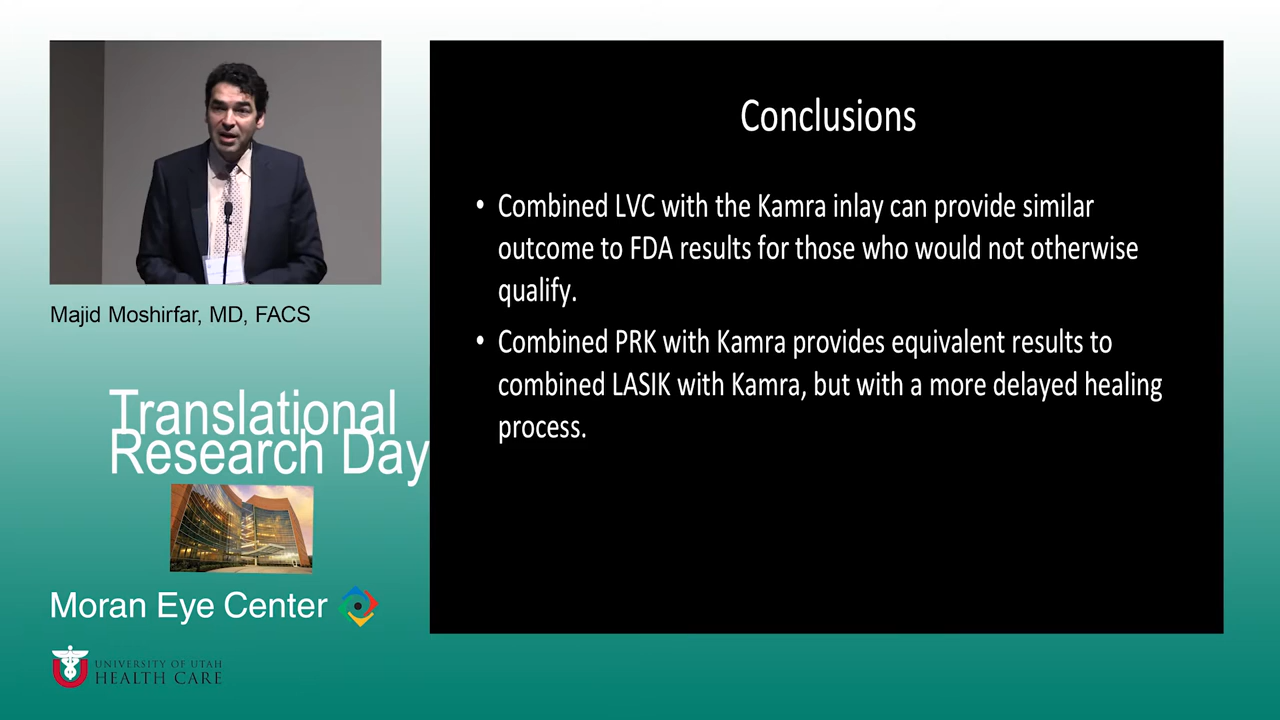 Majid Moshirfar, MD, FACS
Translational
Research Day
Moran Eye Center
UNIVERSITY OF UTAH
HEALTH CARE
Conclusions
• Combined LVC with the Kamra inlay can provide similar
outcome to FDA results for those who would not otherwise
qualify.
• Combined PRK with Kamra provides equivalent results to
combined LASIK with Kamra, but with a more delayed healing
process.